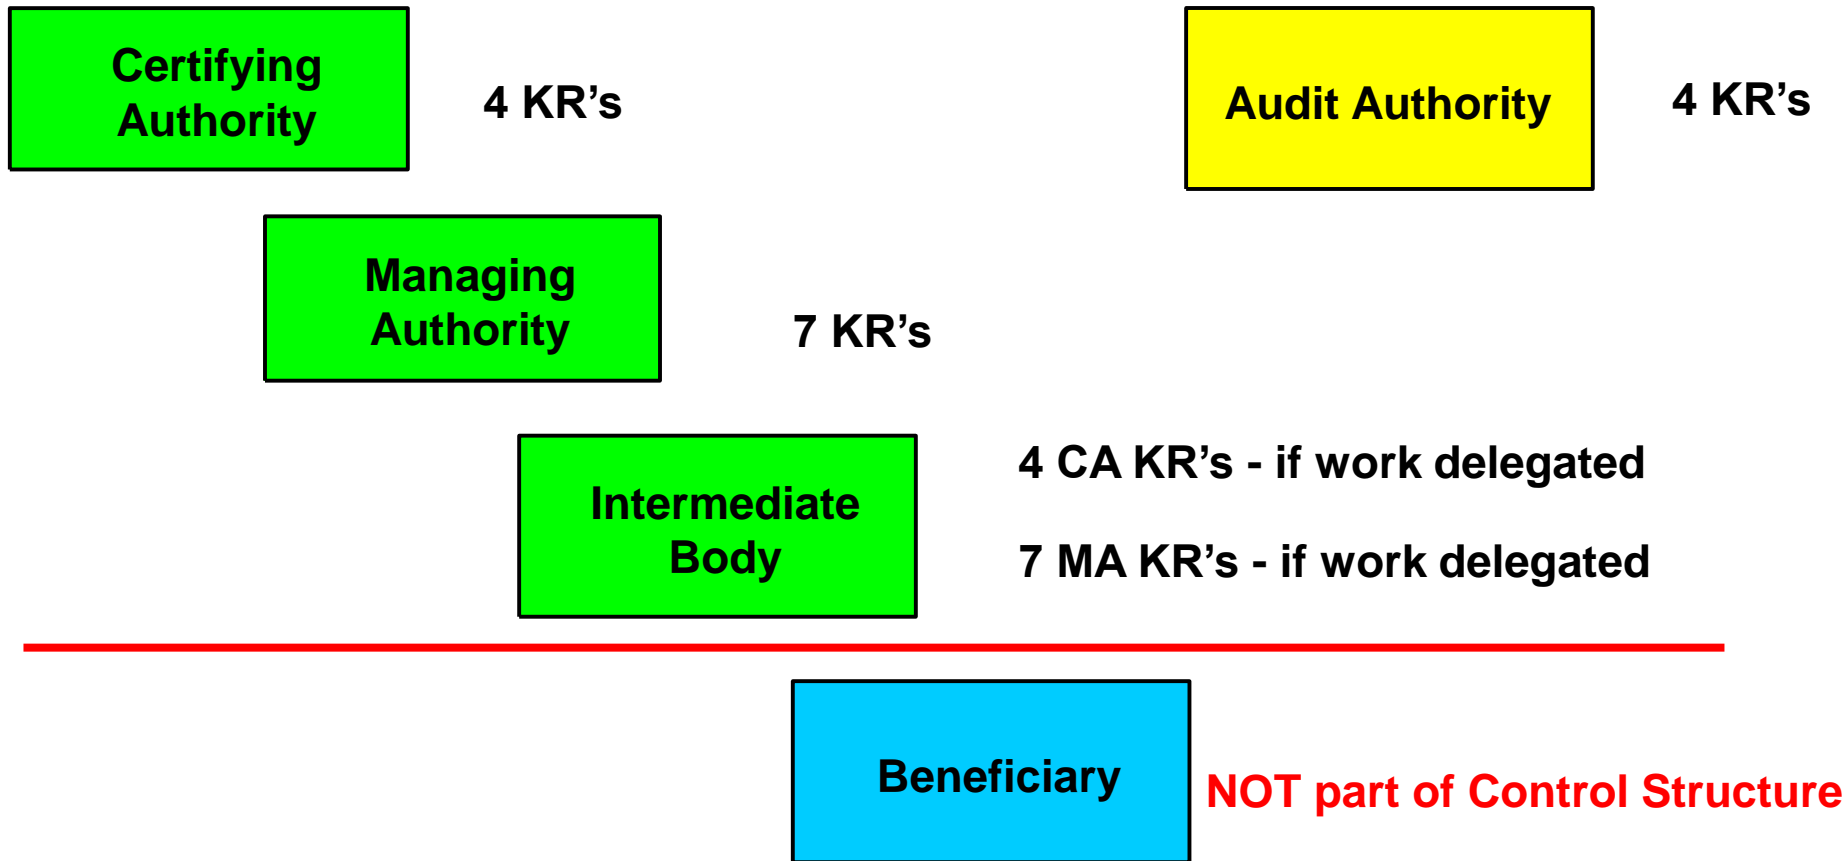 Certifying
Authority
4 KR’s
Audit Authority
4 KR’s
Managing
Authority
7 KR’s
Intermediate
Body
4 CA KR’s - if work delegated
7 MA KR’s - if work delegated
Beneficiary
NOT part of Control Structure